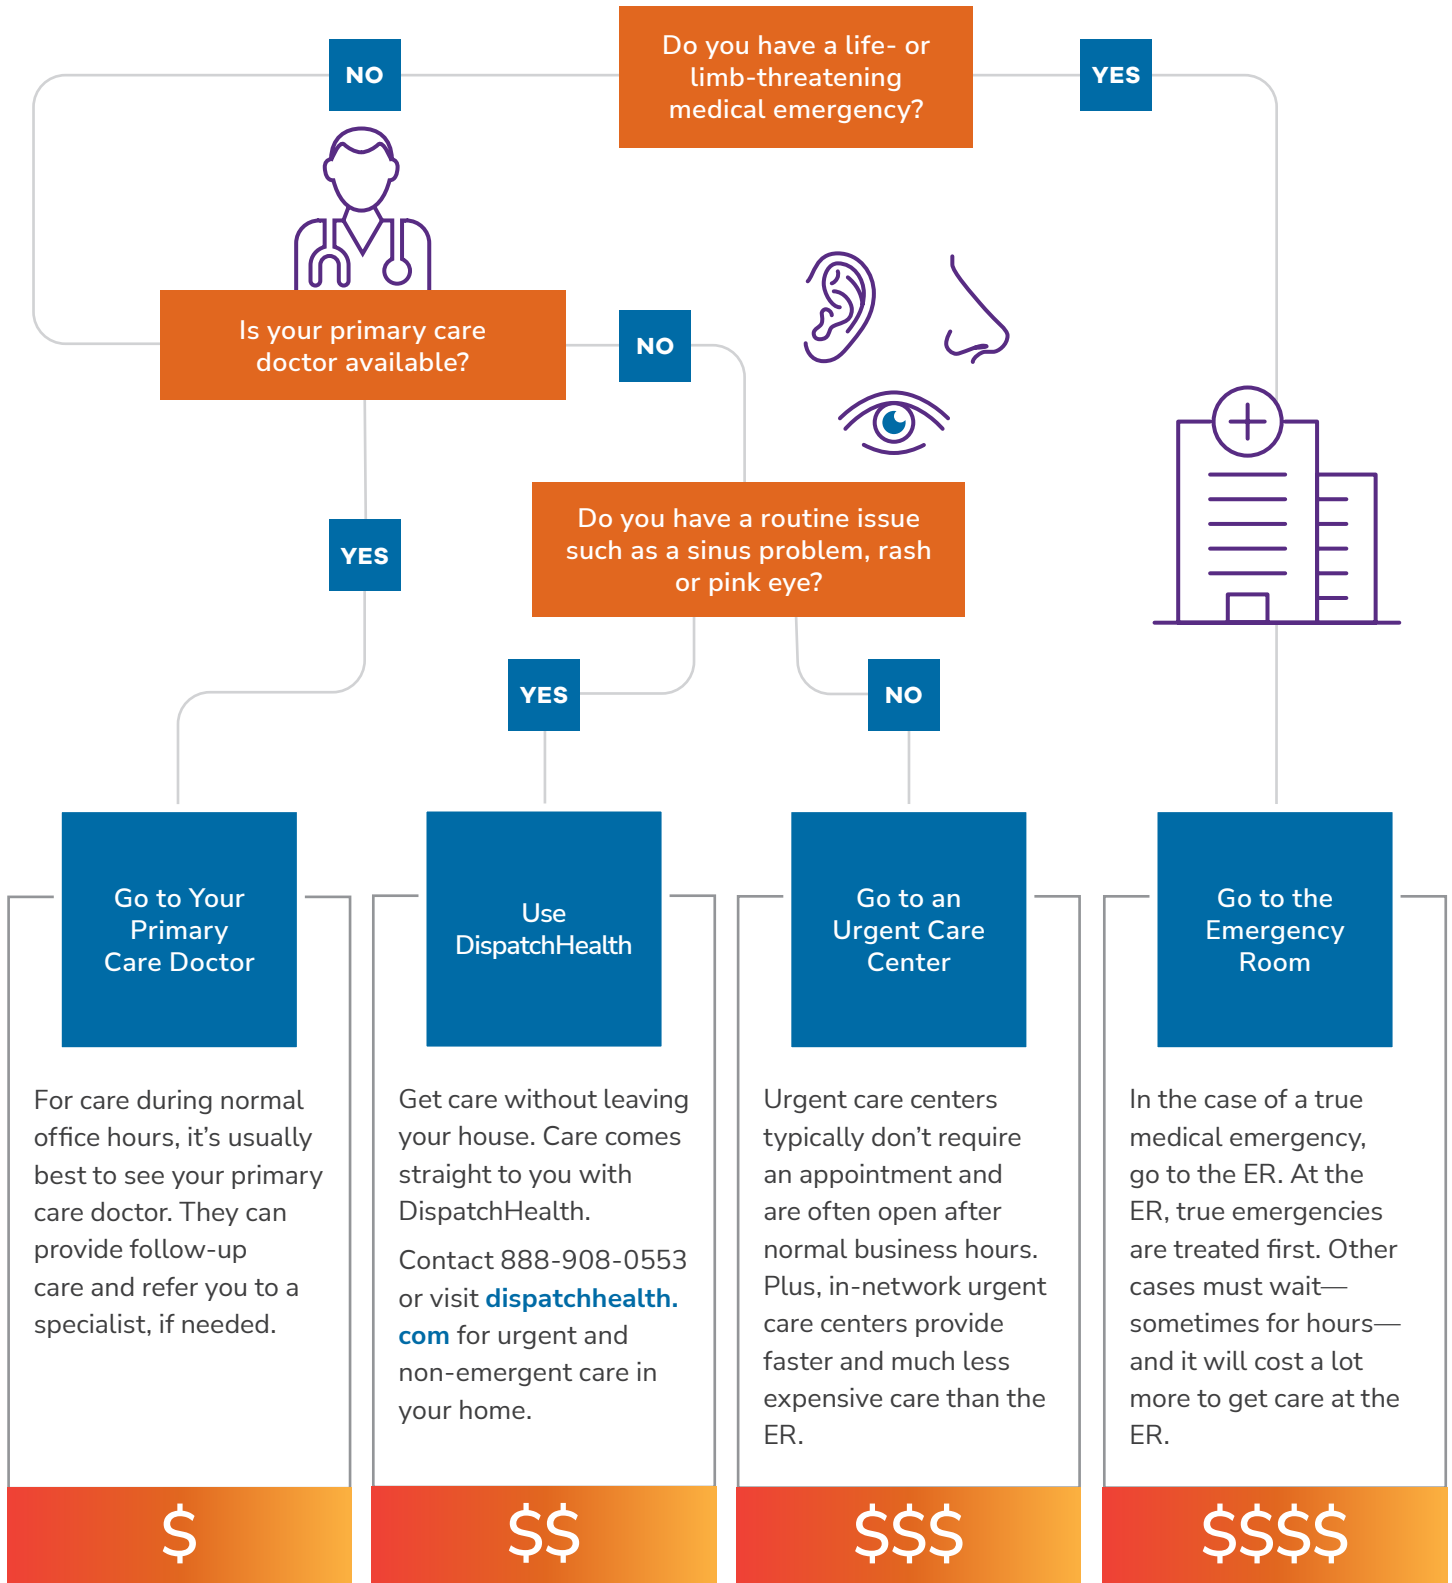 Do you have a life- or
limb-threatening
medical emergency?
NO
YES
Is your primary care
doctor available?
NO
YES
Do you have a routine issue
such as a sinus problem, rash
or pink eye?
YES
NO
Go to Your
Primary
Care Doctor
For care during normal
office hours, it's usually
best to see your primary
care doctor. They can
provide follow-up
care and refer you to a
specialist, if needed.
$
Use
DispatchHealth
Get care without leaving
your house. Care comes
straight to you with
DispatchHealth.
Contact 888-908-0553
or visit dispatchhealth.
com for urgent and
non-emergent care in
your home.
$$
Go to an
Urgent Care
Center
Urgent care centers
typically don't require
an appointment and
are often open after
normal business hours.
Plus, in-network urgent
care centers provide
faster and much less
expensive care than the
ER.
$$$
Go to the
Emergency
Room
In the case of a true
medical emergency,
go to the ER. At the
ER, true emergencies
are treated first. Other
cases must wait—
sometimes for hours—
and it will cost a lot
more to get care at the
ER.
$$$$